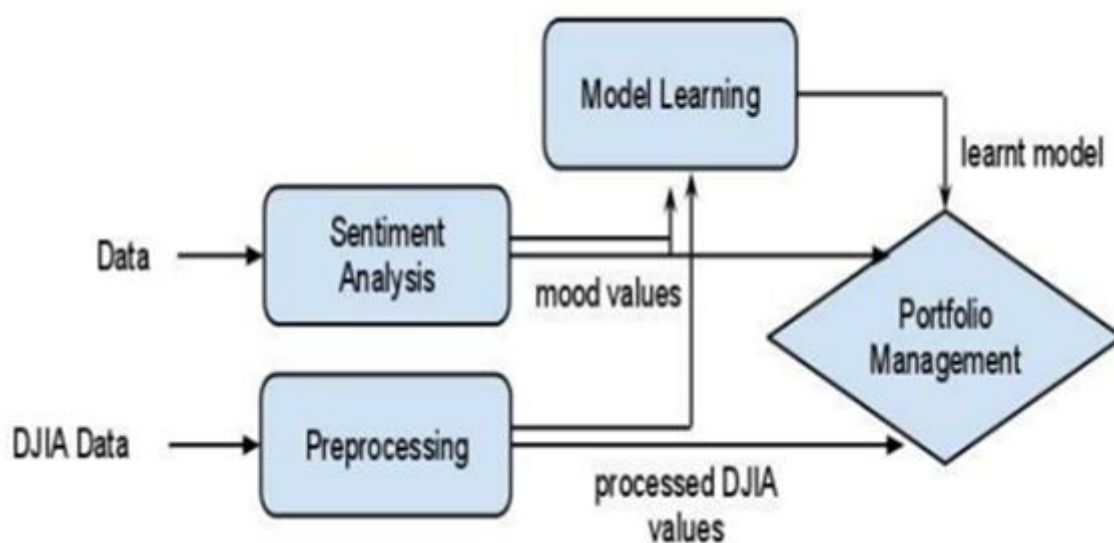 Model Learning
learnt model
Data
Sentiment
Analysis
mood values
Portfolio
Management
DJIA Data
Preprocessing
processed DJIA
values